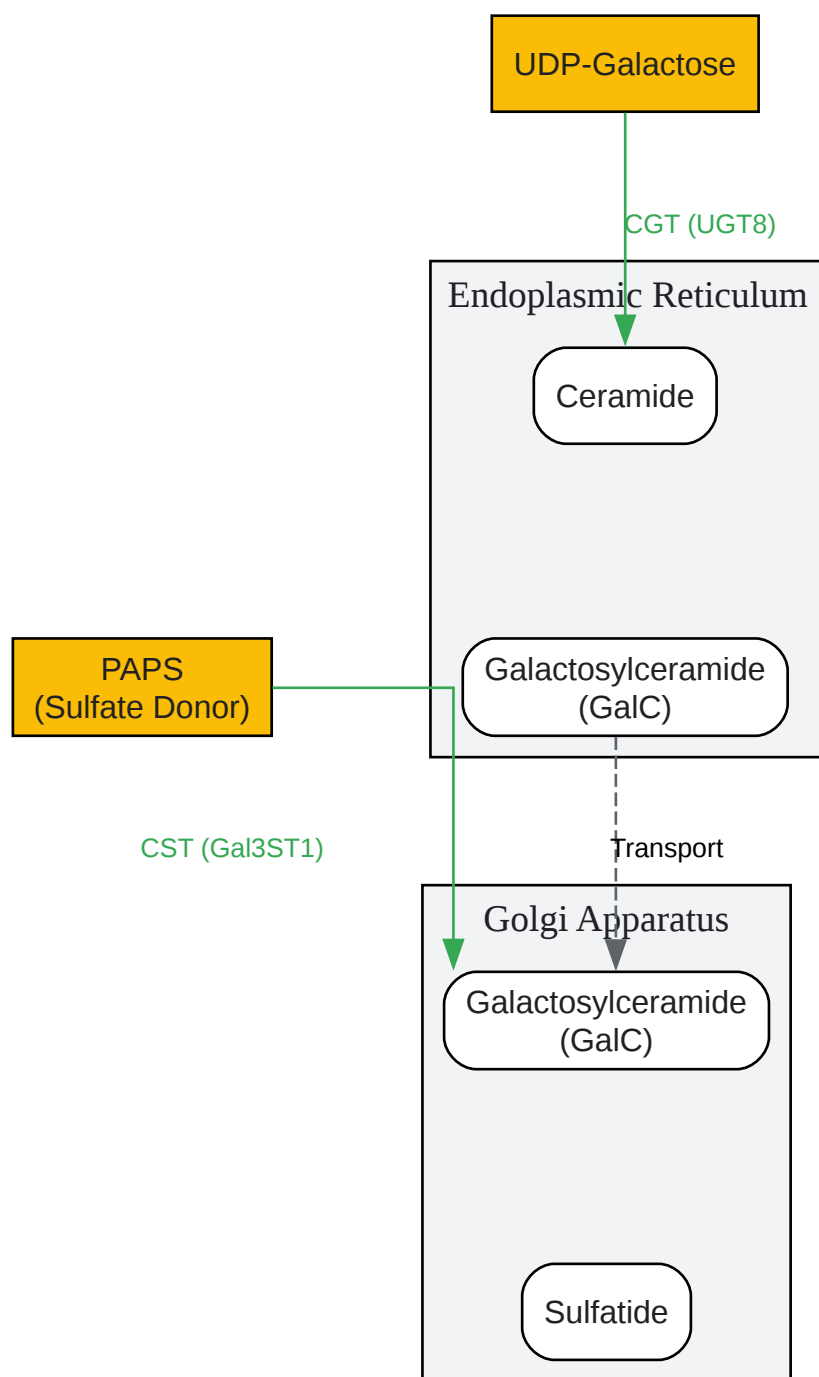 UDP-Galactose
CGT (UGT8)
Endoplasmic Reticulum
Ceramide
PAPS
(Sulfate Donor)
Galactosylceramide
(GalC)
CST (Gal3ST1)
Transport
Golgi Apparatus
Galactosylceramide
(GalC)
Sulfatide